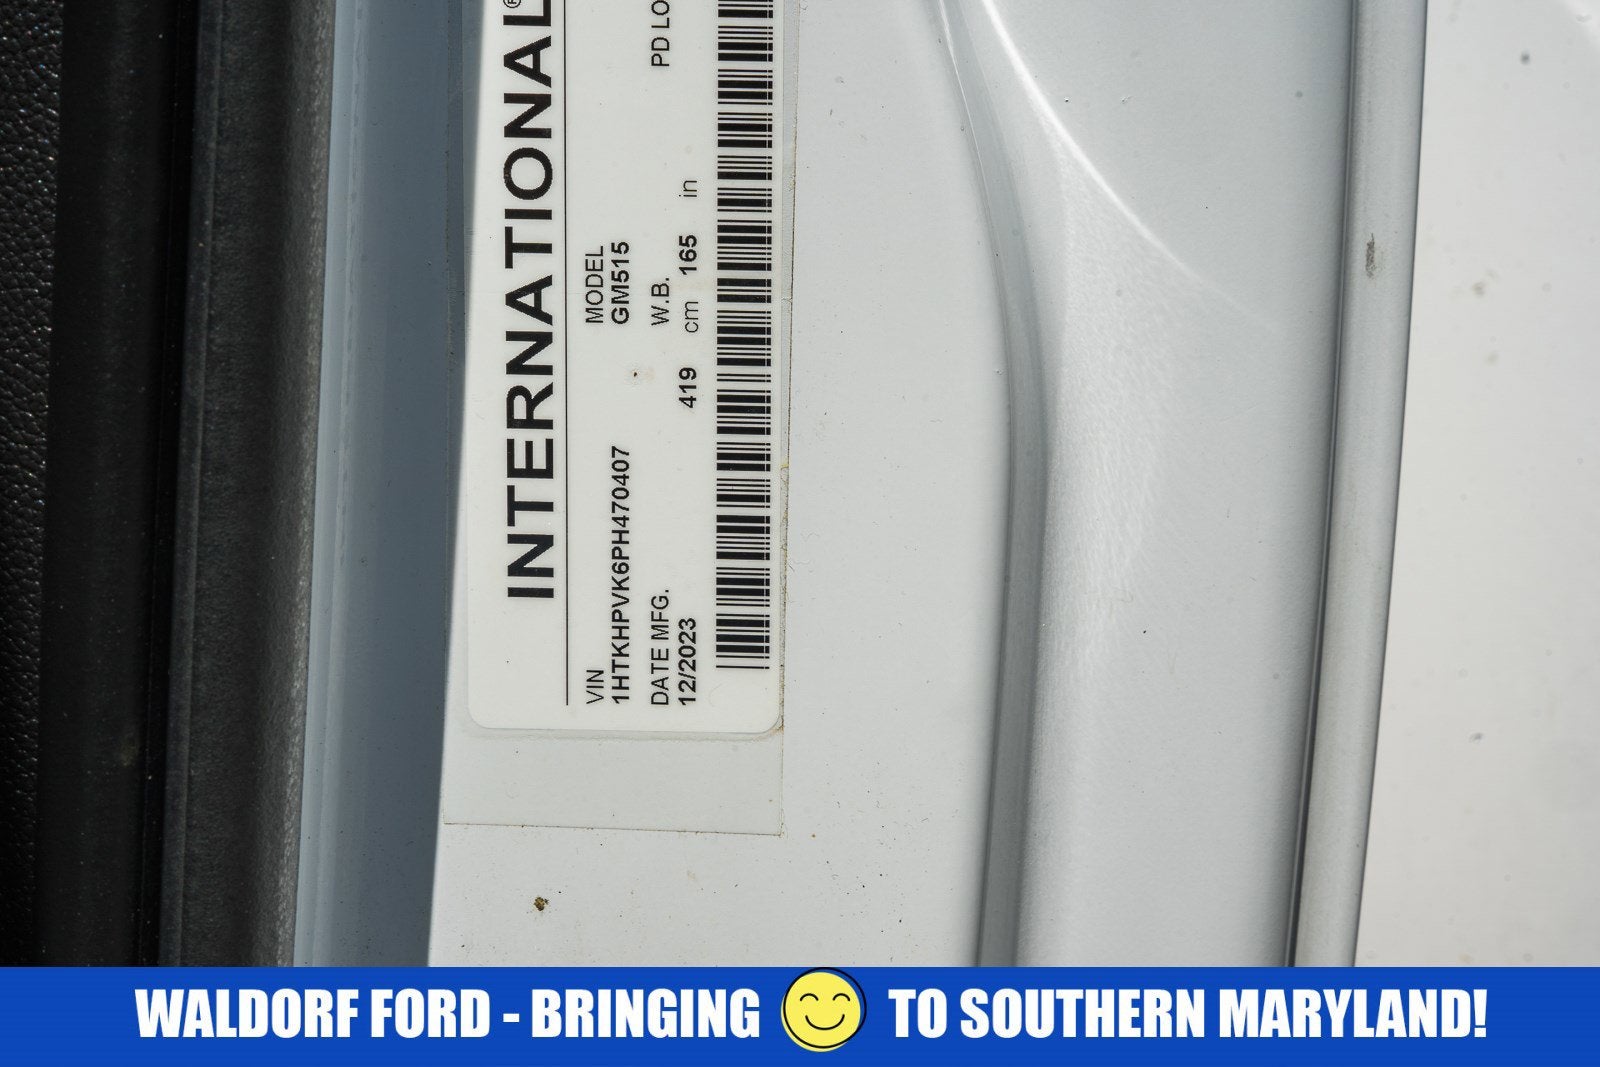 INTERNATIONAL®
VIN MODEL
1HTKHPVK6PH470407 GM515
DATE MFG. W.B. PD LO
12/2023 419 cm 165 in
WALDORF FORD - BRINGING TO SOUTHERN MARYLAND!